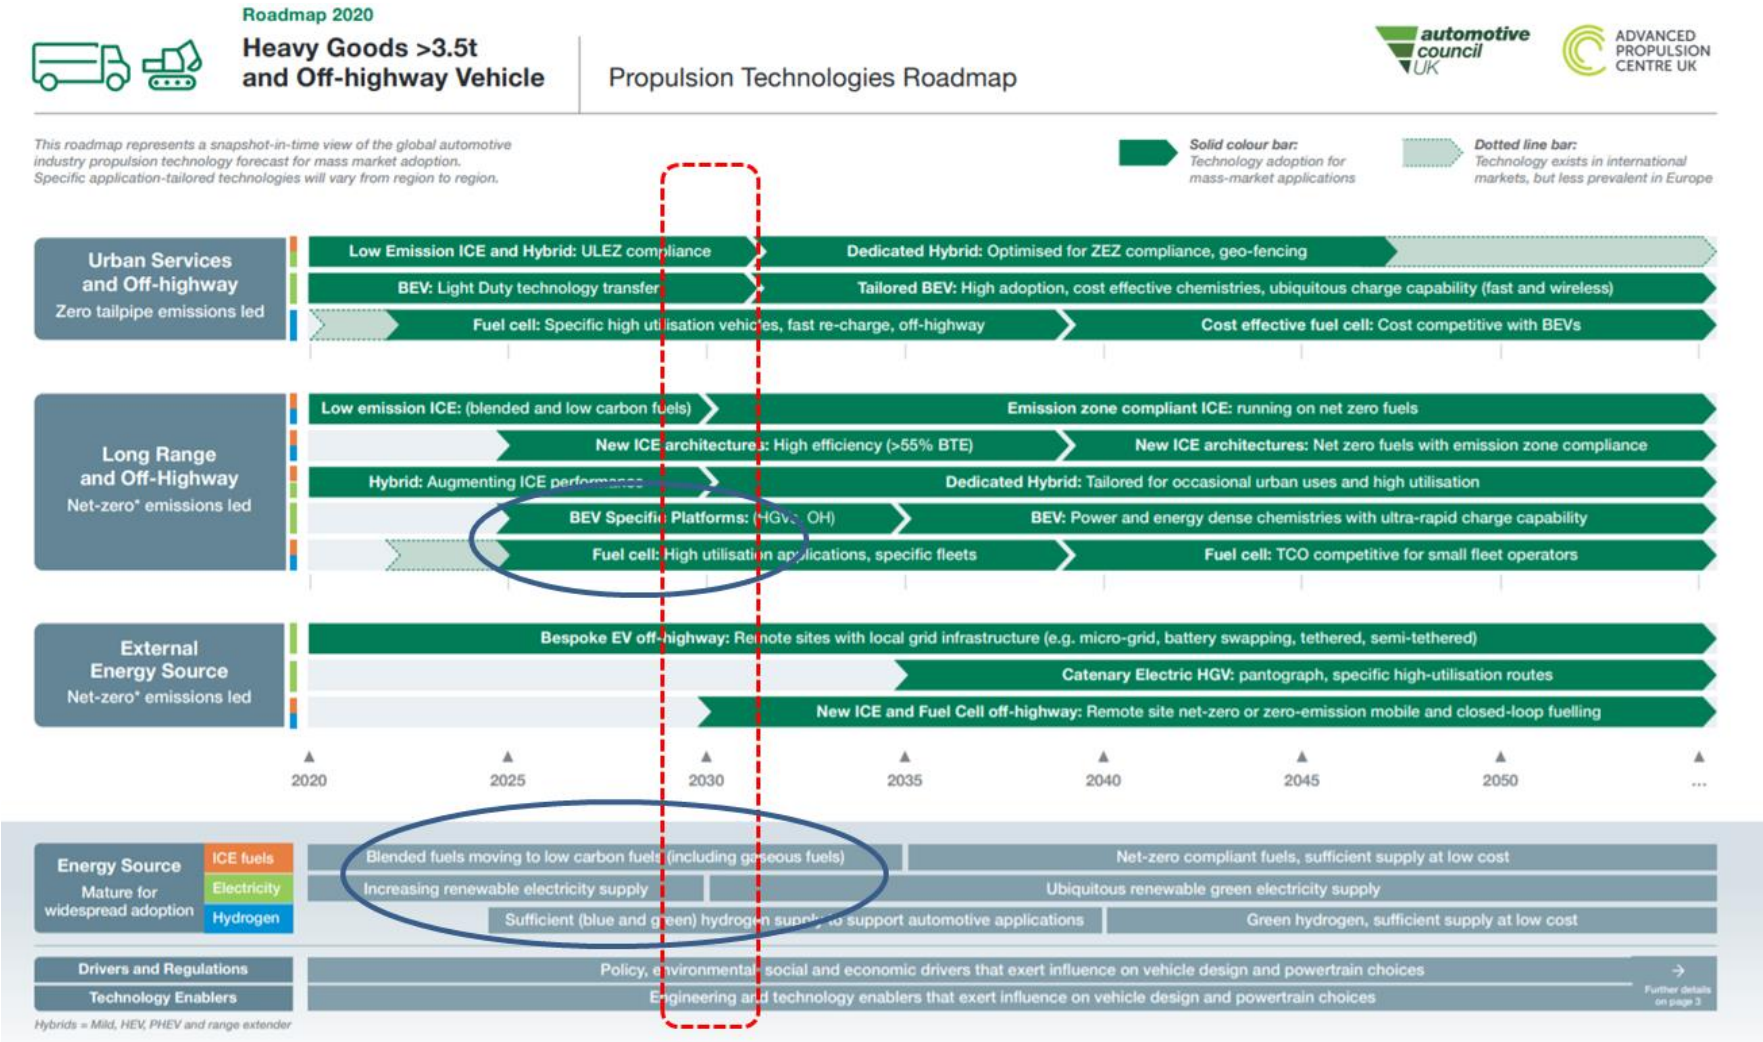 Roadmap 2020
Heavy Goods >3.5t
and Off-highway Vehicle
Propulsion Technologies Roadmap
automotive
council
UK
ADVANCED
PROPULSION
CENTRE UK
This roadmap represents a snapshot-in-time view of the global automotive
industry propulsion technology forecast for mass market adoption.
Specific application-tailored technologies will vary from region to region.
Solid colour bar:
Technology adoption for
mass-market applications
Dotted line bar:
Technology exists in international
markets, but less prevalent in Europe
Urban Services
and Off-highway
Zero tailpipe emissions led
Low Emission ICE and Hybrid: ULEZ compliance
Dedicated Hybrid: Optimised for ZEZ compliance, geo-fencing
BEV: Light Duty technology transfer
Tailored BEV: High adoption, cost effective chemistries, ubiquitous charge capability (fast and wireless)
Fuel cell: Specific high utilisation vehicles, fast re-charge, off-highway
Cost effective fuel cell: Cost competitive with BEVs
Long Range
and Off-Highway
Net-zero* emissions led
Low emission ICE: (blended and low carbon fuels)
Emission zone compliant ICE: running on net zero fuels
New ICE architectures: High efficiency (>55% BTE)
New ICE architectures: Net zero fuels with emission zone compliance
Hybrid: Augmenting ICE performance
Dedicated Hybrid: Tailored for occasional urban uses and high utilisation
BEV Specific Platforms: (HGVs, OH)
BEV: Power and energy dense chemistries with ultra-rapid charge capability
Fuel cell: High utilisation applications, specific fleets
Fuel cell: TCO competitive for small fleet operators
External
Energy Source
Net-zero* emissions led
Bespoke EV off-highway: Remote sites with local grid infrastructure (e.g. micro-grid, battery swapping, tethered, semi-tethered)
Catenary Electric HGV: pantograph, specific high-utilisation routes
New ICE and Fuel Cell off-highway: Remote site net-zero or zero-emission mobile and closed-loop fuelling
2020
2025
2030
2035
2040
2045
2050
...
Energy Source
Mature for
widespread adoption
ICE fuels
Electricity
Hydrogen
Blended fuels moving to low carbon fuels (including gaseous fuels)
Net-zero compliant fuels, sufficient supply at low cost
Increasing renewable electricity supply
Ubiquitous renewable green electricity supply
Sufficient (blue and green) hydrogen supply to support automotive applications
Green hydrogen, sufficient supply at low cost
Drivers and Regulations
Policy, environmental, social and economic drivers that exert influence on vehicle design and powertrain choices
Technology Enablers
Engineering and technology enablers that exert influence on vehicle design and powertrain choices
Further details
on page 3
Hybrids = Mild, HEV, PHEV and range extender